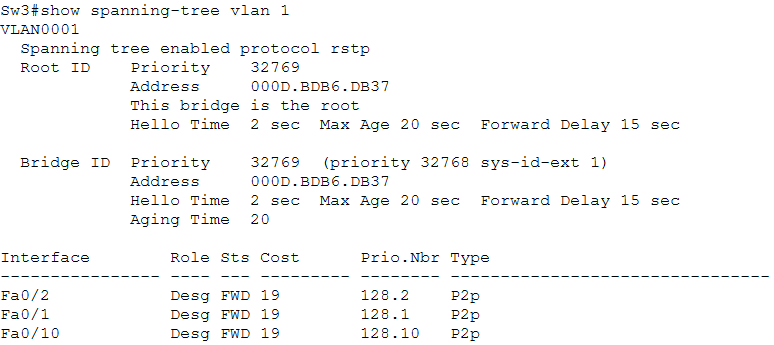 Sw3#show spanning-tree vlan 1
VLAN0001
  Spanning tree enabled protocol rstp
  Root ID    Priority    32769
             Address     000D.BDB6.DB37
             This bridge is the root
             Hello Time  2 sec  Max Age 20 sec  Forward Delay 15 sec

  Bridge ID  Priority    32769  (priority 32768 sys-id-ext 1)
             Address     000D.BDB6.DB37
             Hello Time  2 sec  Max Age 20 sec  Forward Delay 15 sec
             Aging Time  20

Interface        Role Sts Cost      Prio.Nbr Type
---------------- ---- --- --------- -------- --------------------------------
Fa0/2            Desg FWD 19        128.2    P2p
Fa0/1            Desg FWD 19        128.1    P2p
Fa0/10           Desg FWD 19        128.10   P2p